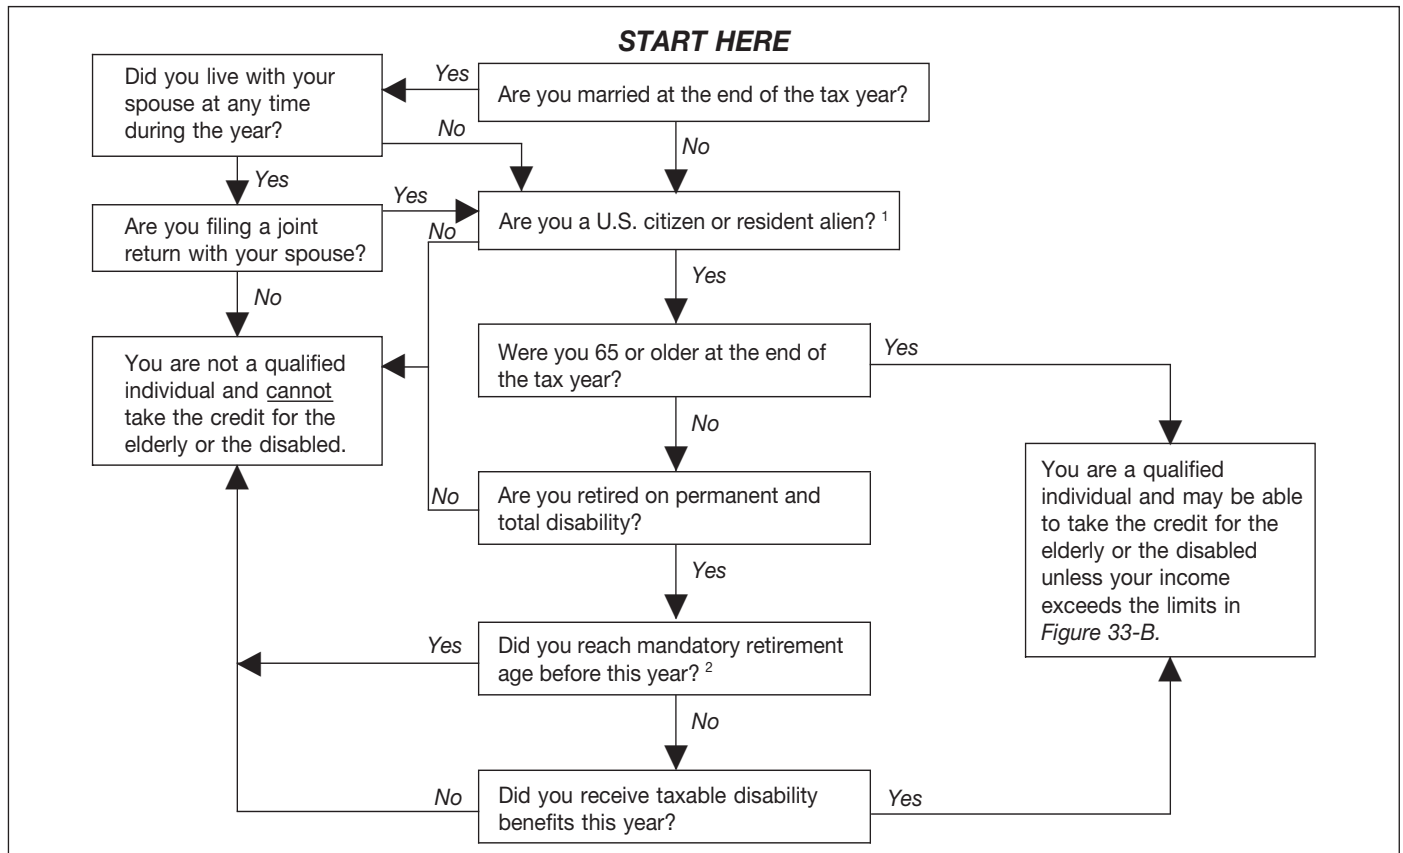 START HERE
Did you live with your
spouse at any time
during the year?
Yes
Are you married at the end of the tax year?
No
No
Yes
Are you filing a joint
return with your spouse?
Yes
Are you a U.S. citizen or resident alien? 1
No
No
Yes
You are not a qualified
individual and cannot
take the credit for the
elderly or the disabled.
Were you 65 or older at the end of
the tax year?
Yes
No
You are a qualified
individual and may be able
to take the credit for the
elderly or the disabled
unless your income
exceeds the limits in
Figure 33-B.
No
Are you retired on permanent and
total disability?
Yes
Yes
Did you reach mandatory retirement
age before this year? 2
No
No
Did you receive taxable disability
benefits this year?
Yes